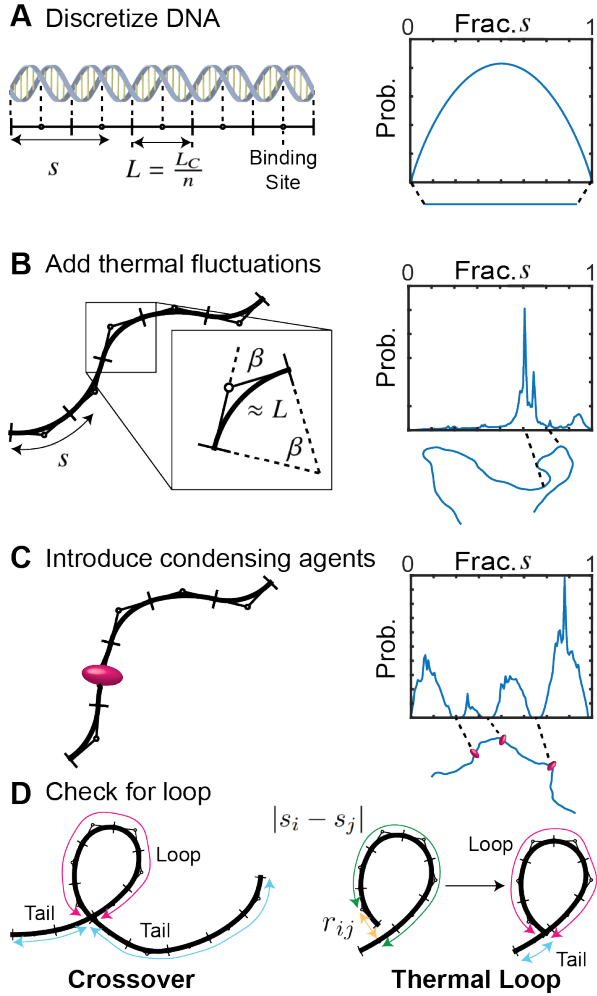 A Discretize DNA
0 Frac. s 1
Prob.
s
L = L_C/n
Binding
Site
B Add thermal fluctuations
0 Frac. s 1
Prob.
β
≈ L
β
s
C Introduce condensing agents
0 Frac. s 1
Prob.
D Check for loop
Loop
Tail
Tail
Crossover
|s_i − s_j|
r_ij
Loop
Tail
Thermal Loop